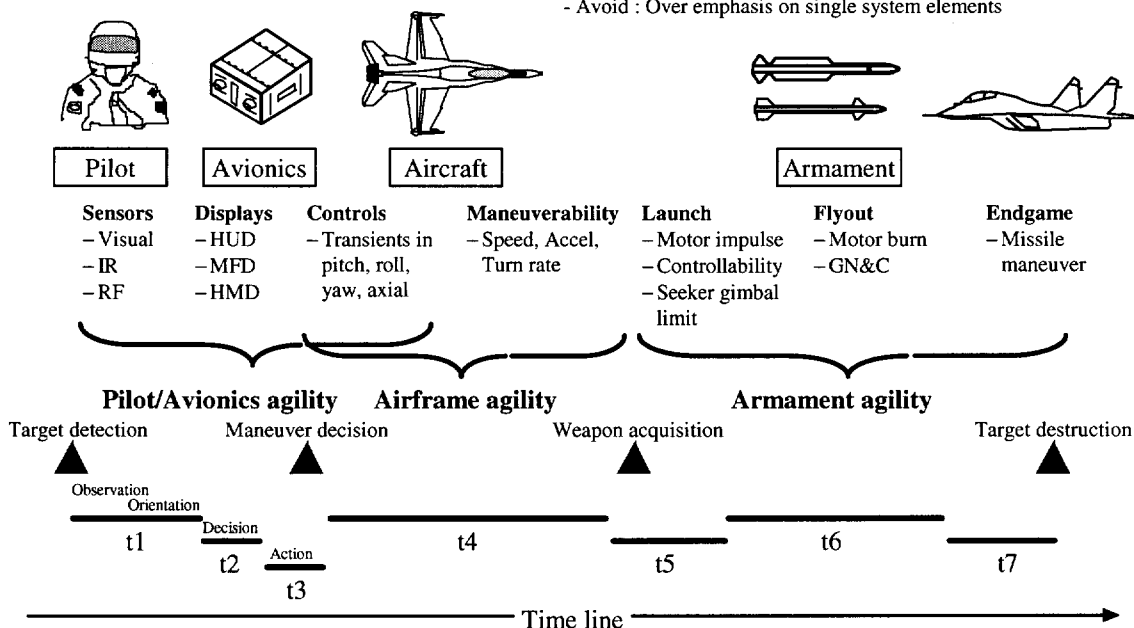 - Avoid : Over emphasis on single system elements
Pilot
Avionics
Aircraft
Armament
Sensors
– Visual
– IR
– RF
Displays
– HUD
– MFD
– HMD
Controls
– Transients in
pitch, roll,
yaw, axial
Maneuverability
– Speed, Accel,
Turn rate
Launch
– Motor impulse
– Controllability
– Seeker gimbal
limit
Flyout
– Motor burn
– GN&C
Endgame
– Missile
maneuver
Pilot/Avionics agility
Airframe agility
Armament agility
Target detection
Maneuver decision
Weapon acquisition
Target destruction
Observation
Orientation
t1
Decision
t2
Action
t3
t4
t5
t6
t7
Time line